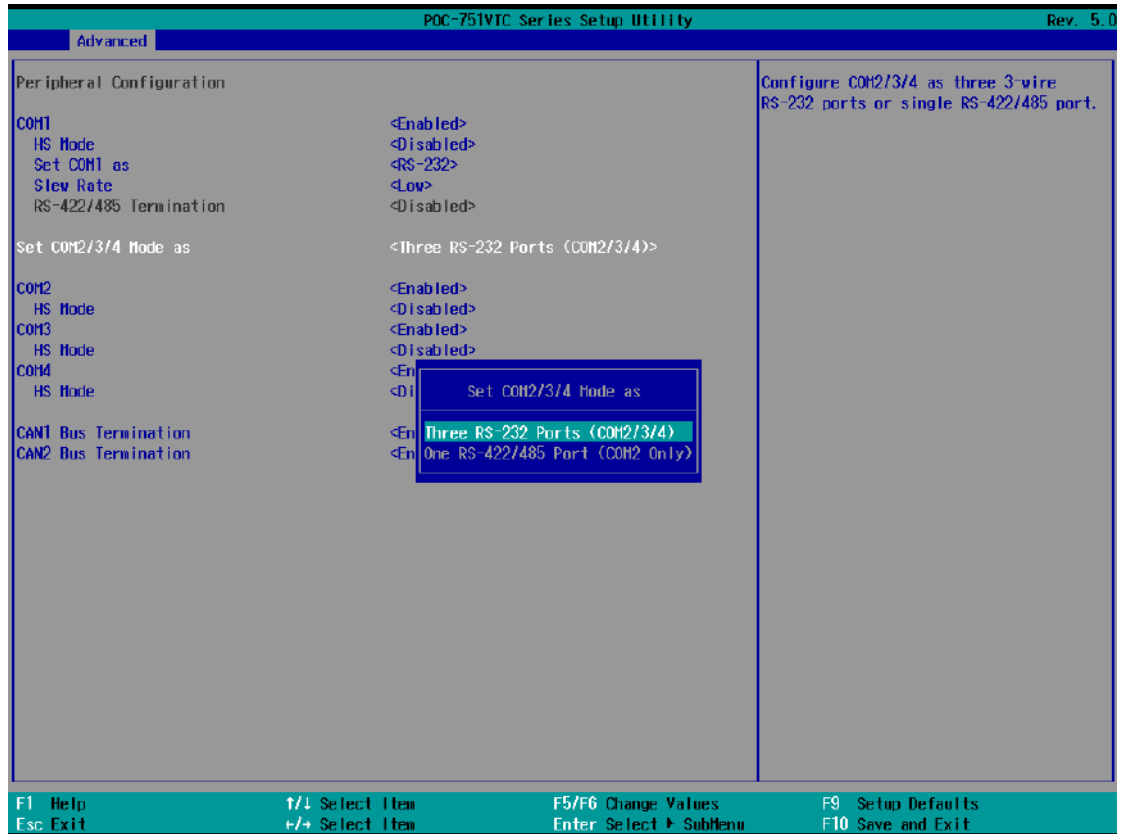 POC-751VTC Series Setup Utility Rev. 5.0
Advanced
Peripheral Configuration
Configure COM2/3/4 as three 3-wire
RS-232 ports or single RS-422/485 port.
COM1 <Enabled>
HS Mode <Disabled>
Set COM1 as <RS-232>
Slew Rate <Low>
RS-422/485 Termination <Disabled>
Set COM2/3/4 Mode as <Three RS-232 Ports (COM2/3/4)>
COM2 <Enabled>
HS Mode <Disabled>
COM3 <Enabled>
HS Mode <Disabled>
COM4 <En
HS Mode <Di
CAN1 Bus Termination <En
CAN2 Bus Termination <En
Set COM2/3/4 Mode as
Three RS-232 Ports (COM2/3/4)
One RS-422/485 Port (COM2 Only)
F1 Help ↑/↓ Select Item F5/F6 Change Values F9 Setup Defaults
Esc Exit ←/→ Select Item Enter Select ▶ SubMenu F10 Save and Exit